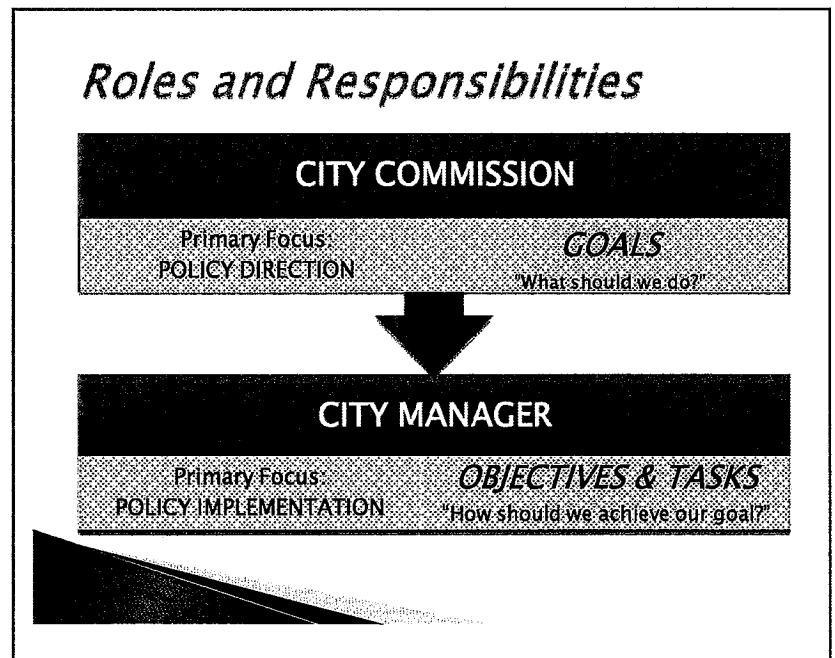 Roles and Responsibilities
CITY COMMISSION
Primary Focus:
POLICY DIRECTION
GOALS
"What should we do?"
CITY MANAGER
Primary Focus:
POLICY IMPLEMENTATION
OBJECTIVES & TASKS
"How should we achieve our goal?"